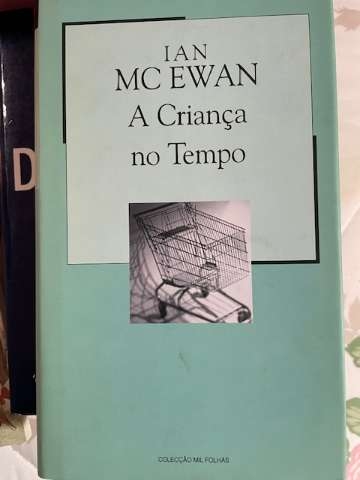 IAN
MC EWAN
A Criança
no Tempo
COLECÇÃO MIL FOLHAS
D